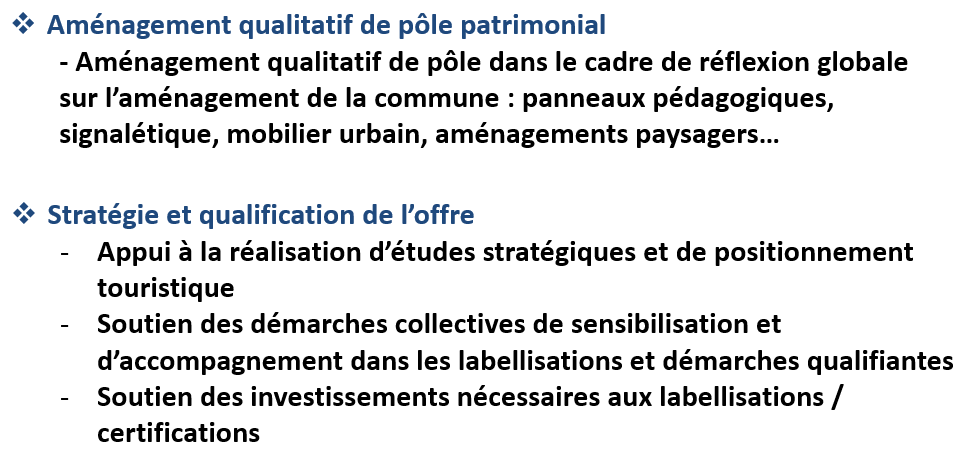 ❖ Aménagement qualitatif de pôle patrimonial
- Aménagement qualitatif de pôle dans le cadre de réflexion globale
sur l’aménagement de la commune : panneaux pédagogiques,
signalétique, mobilier urbain, aménagements paysagers…
❖ Stratégie et qualification de l’offre
- Appui à la réalisation d’études stratégiques et de positionnement
touristique
- Soutien des démarches collectives de sensibilisation et
d’accompagnement dans les labellisations et démarches qualifiantes
- Soutien des investissements nécessaires aux labellisations /
certifications